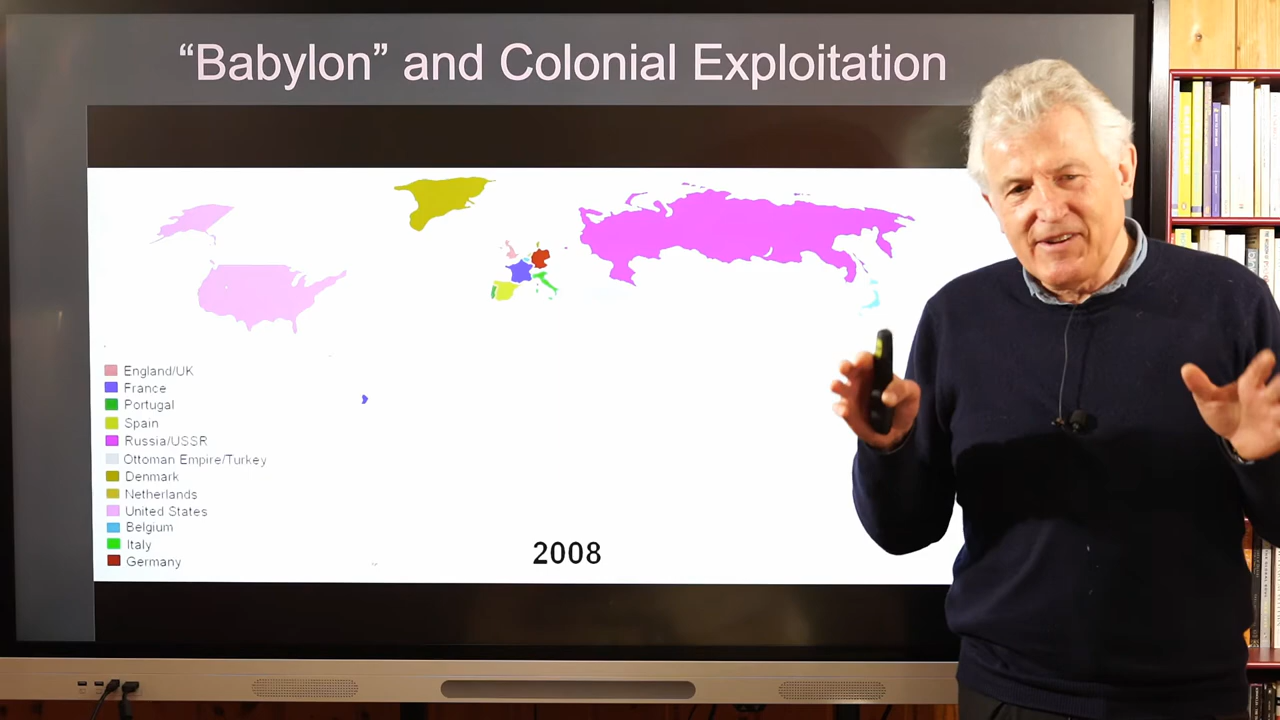 “Babylon” and Colonial Exploitation
England/UK
France
Portugal
Spain
Russia/USSR
Ottoman Empire/Turkey
Denmark
Netherlands
United States
Belgium
Italy
Germany
2008